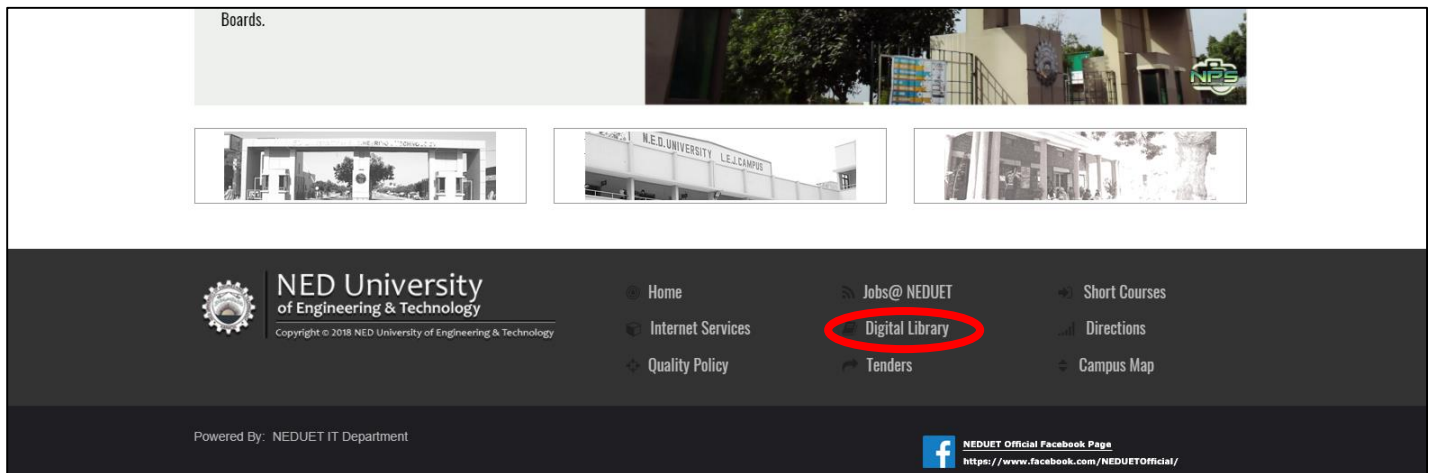 Boards.
NPS
N.E.D. UNIVERSITY L.E.J. CAMPUS
NED University
of Engineering & Technology
Copyright © 2018 NED University of Engineering & Technology
Home
Jobs@ NEDUET
Short Courses
Internet Services
Digital Library
Directions
Quality Policy
Tenders
Campus Map
Powered By: NEDUET IT Department
NEDUET Official Facebook Page
https://www.facebook.com/NEDUETOfficial/